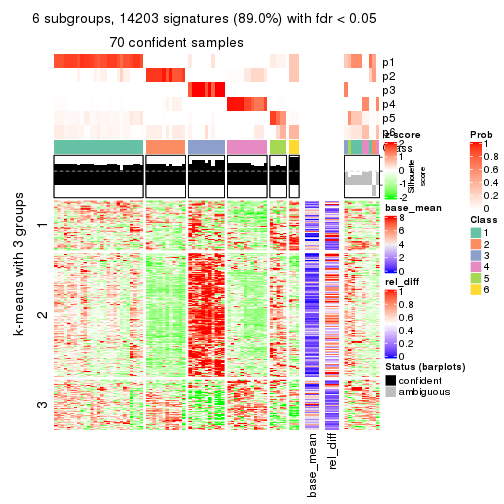 6 subgroups, 14203 signatures (89.0%) with fdr < 0.05
70 confident samples
p1
p2
p3
p4
p5
p6
Class
z-score
2
1
0
-1
-2
Silhouette
score
Prob
1
0.8
0.6
0.4
0.2
0
base_mean
8
6
4
2
0
Class
1
2
3
4
5
6
rel_diff
1
0.8
0.6
0.4
0.2
0
Status (barplots)
confident
ambiguous
k-means with 3 groups
1
2
3
base_mean
rel_diff